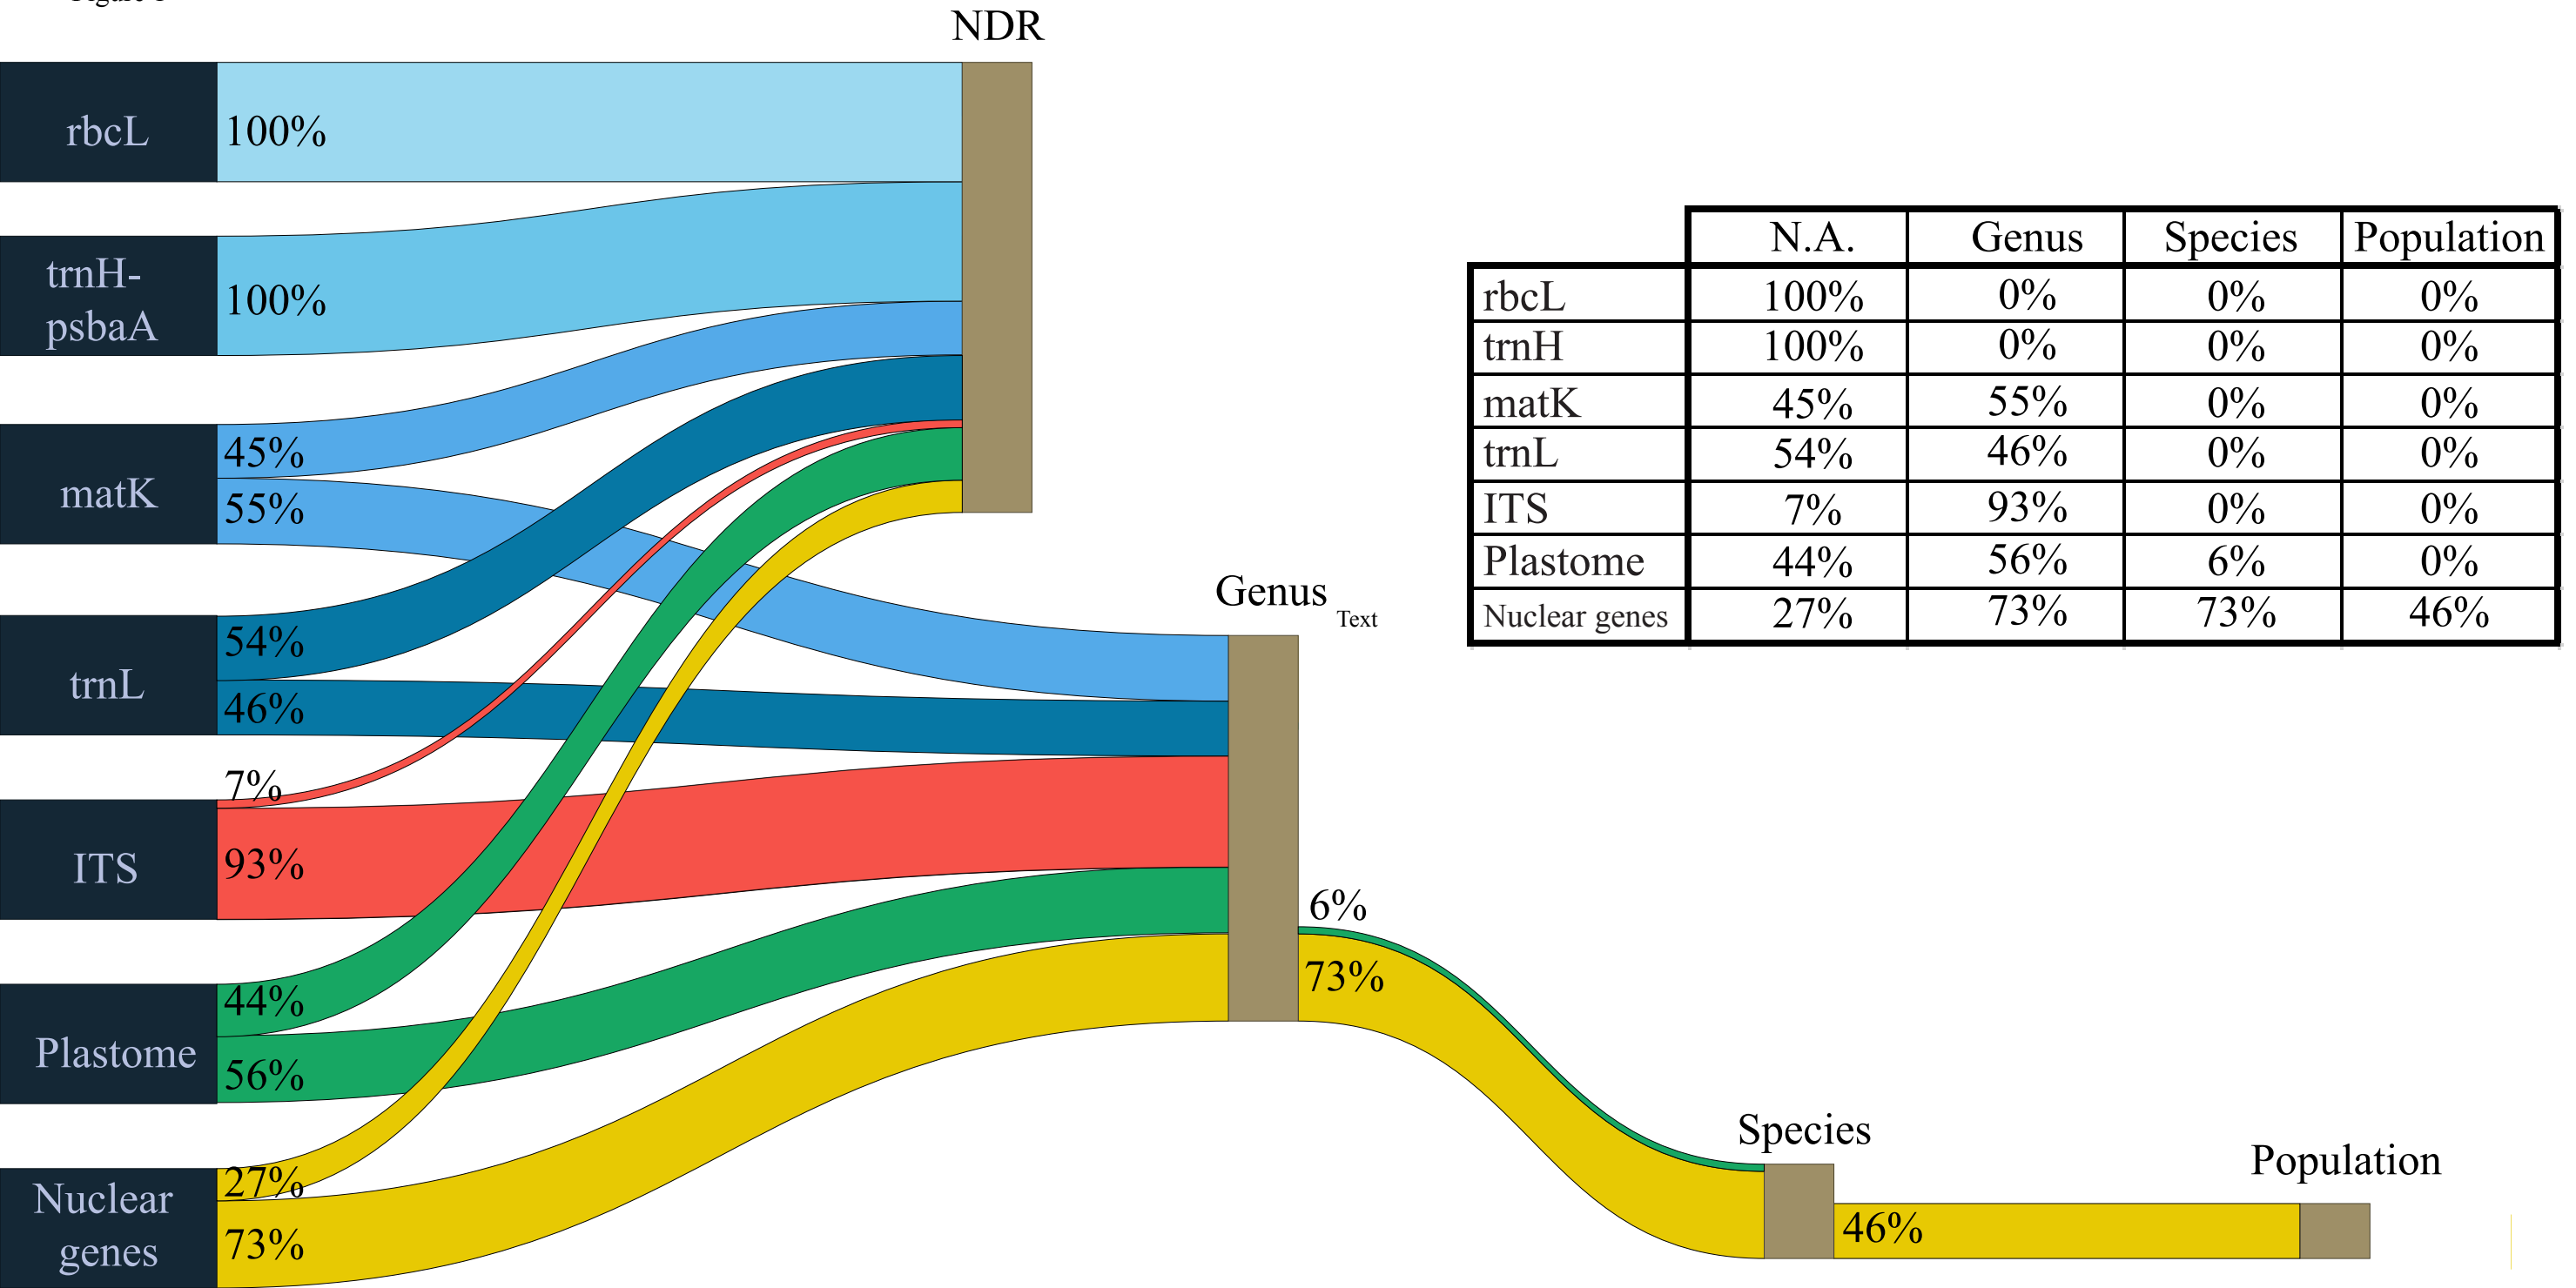 NDR
rbcL
100%
trnH-
psbaA
100%
matK
45%
55%
trnL
54%
46%
ITS
7%
93%
Plastome
44%
56%
Nuclear
genes
27%
73%
Genus
Text
6%
73%
Species
46%
Population
N.A. Genus Species Population
rbcL 100% 0% 0% 0%
trnH 100% 0% 0% 0%
matK 45% 55% 0% 0%
trnL 54% 46% 0% 0%
ITS 7% 93% 0% 0%
Plastome 44% 56% 6% 0%
Nuclear genes 27% 73% 73% 46%